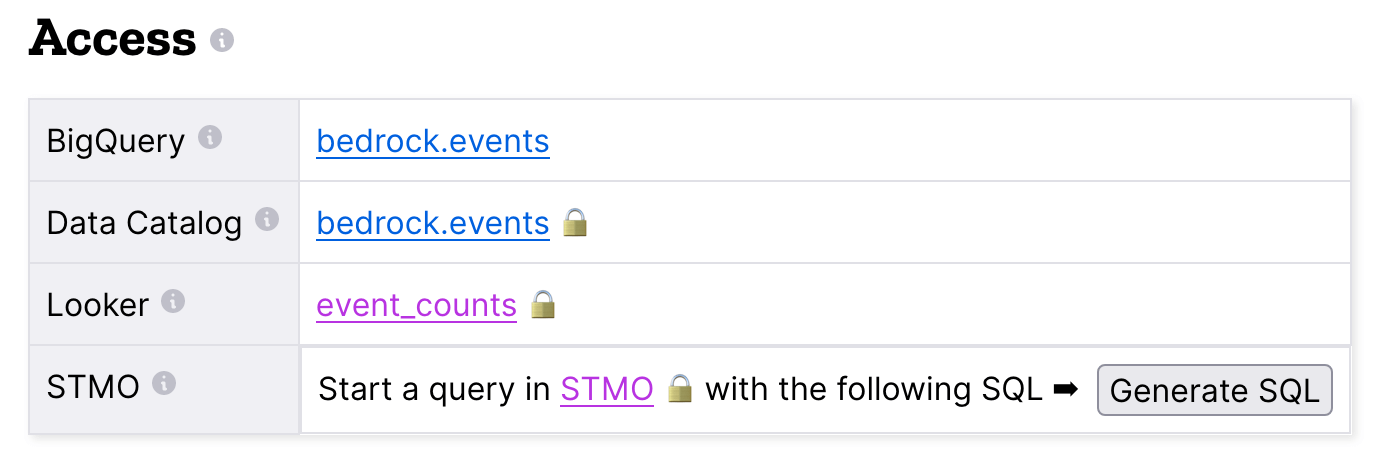 Access
BigQuery bedrock.events
Data Catalog bedrock.events
Looker event_counts
STMO Start a query in STMO with the following SQL ➡ Generate SQL